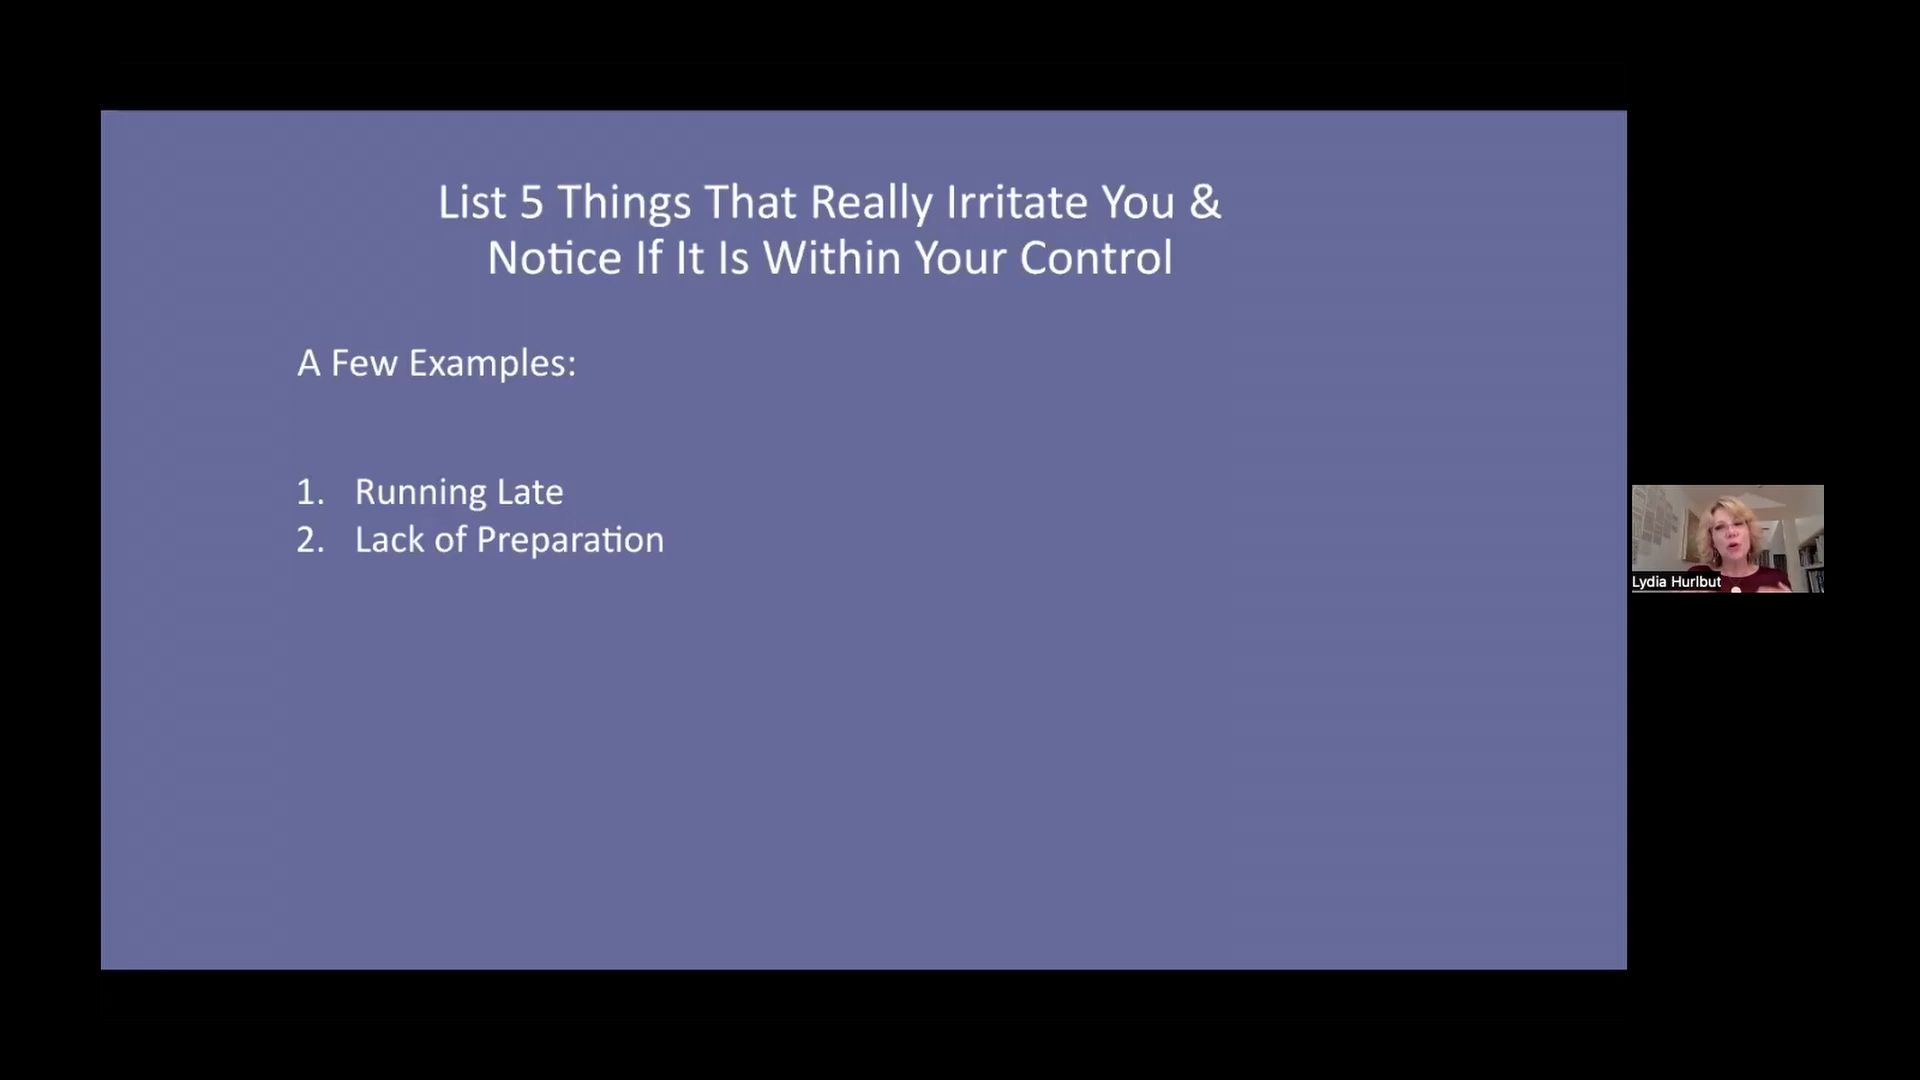 List 5 Things That Really Irritate You &
Notice If It Is Within Your Control
A Few Examples:
1. Running Late
2. Lack of Preparation
Lydia Hurlbut